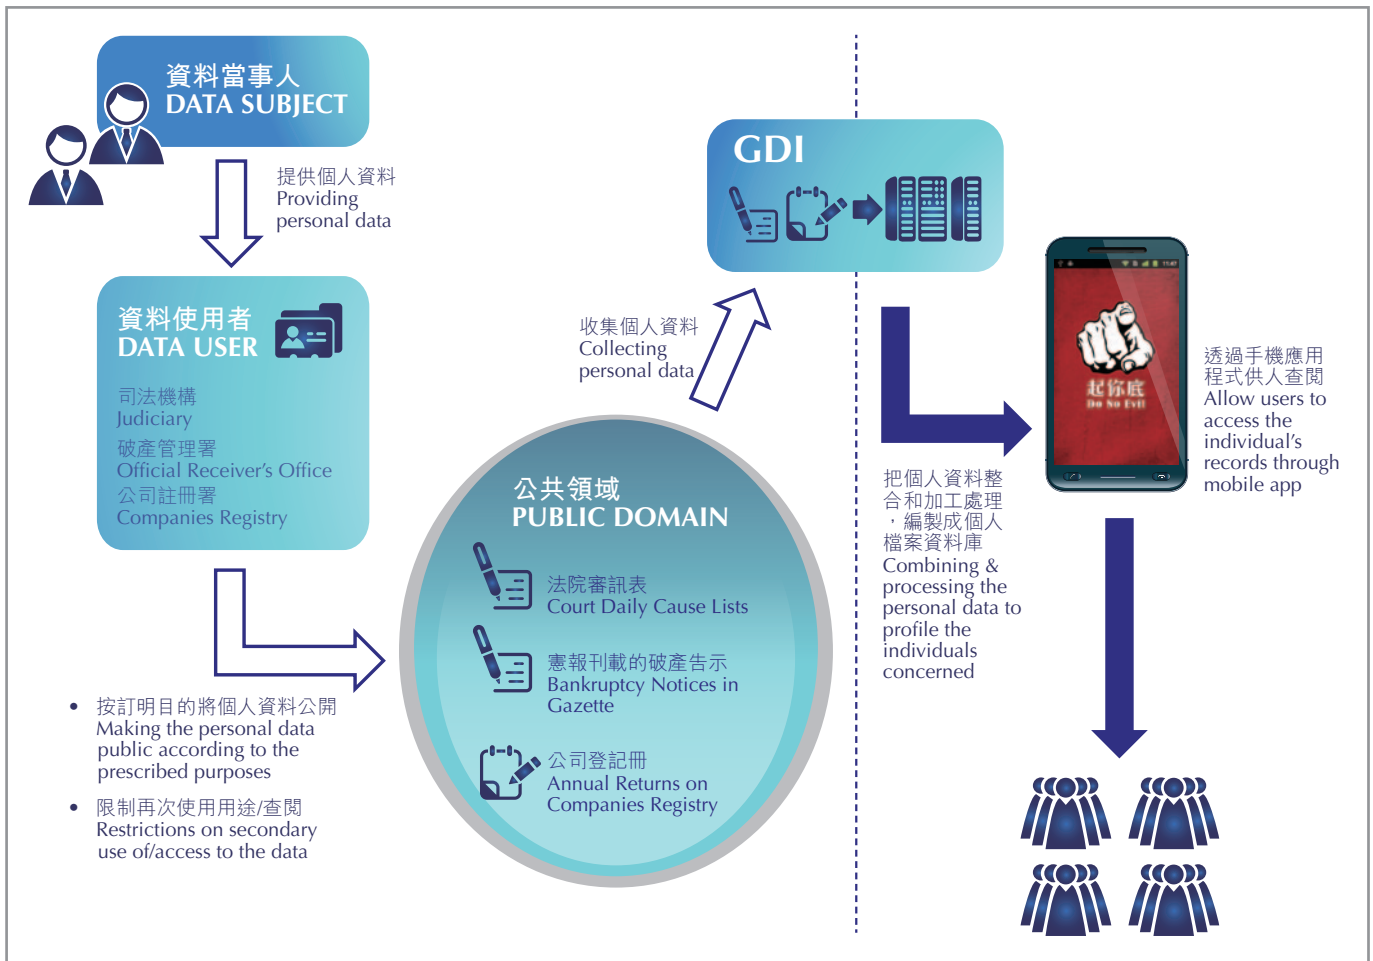 資料當事人
DATA SUBJECT
提供個人資料
Providing
personal data
資料使用者
DATA USER
司法機構
Judiciary
破產管理署
Official Receiver's Office
公司註冊署
Companies Registry
• 按訂明目的將個人資料公開
Making the personal data
public according to the
prescribed purposes
• 限制再次使用用途/查閱
Restrictions on secondary
use of/access to the data
公共領域
PUBLIC DOMAIN
法院審訊表
Court Daily Cause Lists
憲報刊載的破產告示
Bankruptcy Notices in
Gazette
公司登記冊
Annual Returns on
Companies Registry
收集個人資料
Collecting
personal data
GDI
把個人資料整
合和加工處理
，編製成個人
檔案資料庫
Combining &
processing the
personal data to
profile the
individuals
concerned
11:47
起你底
Do No Evil
透過手機應用
程式供人查閱
Allow users to
access the
individual's
records through
mobile app